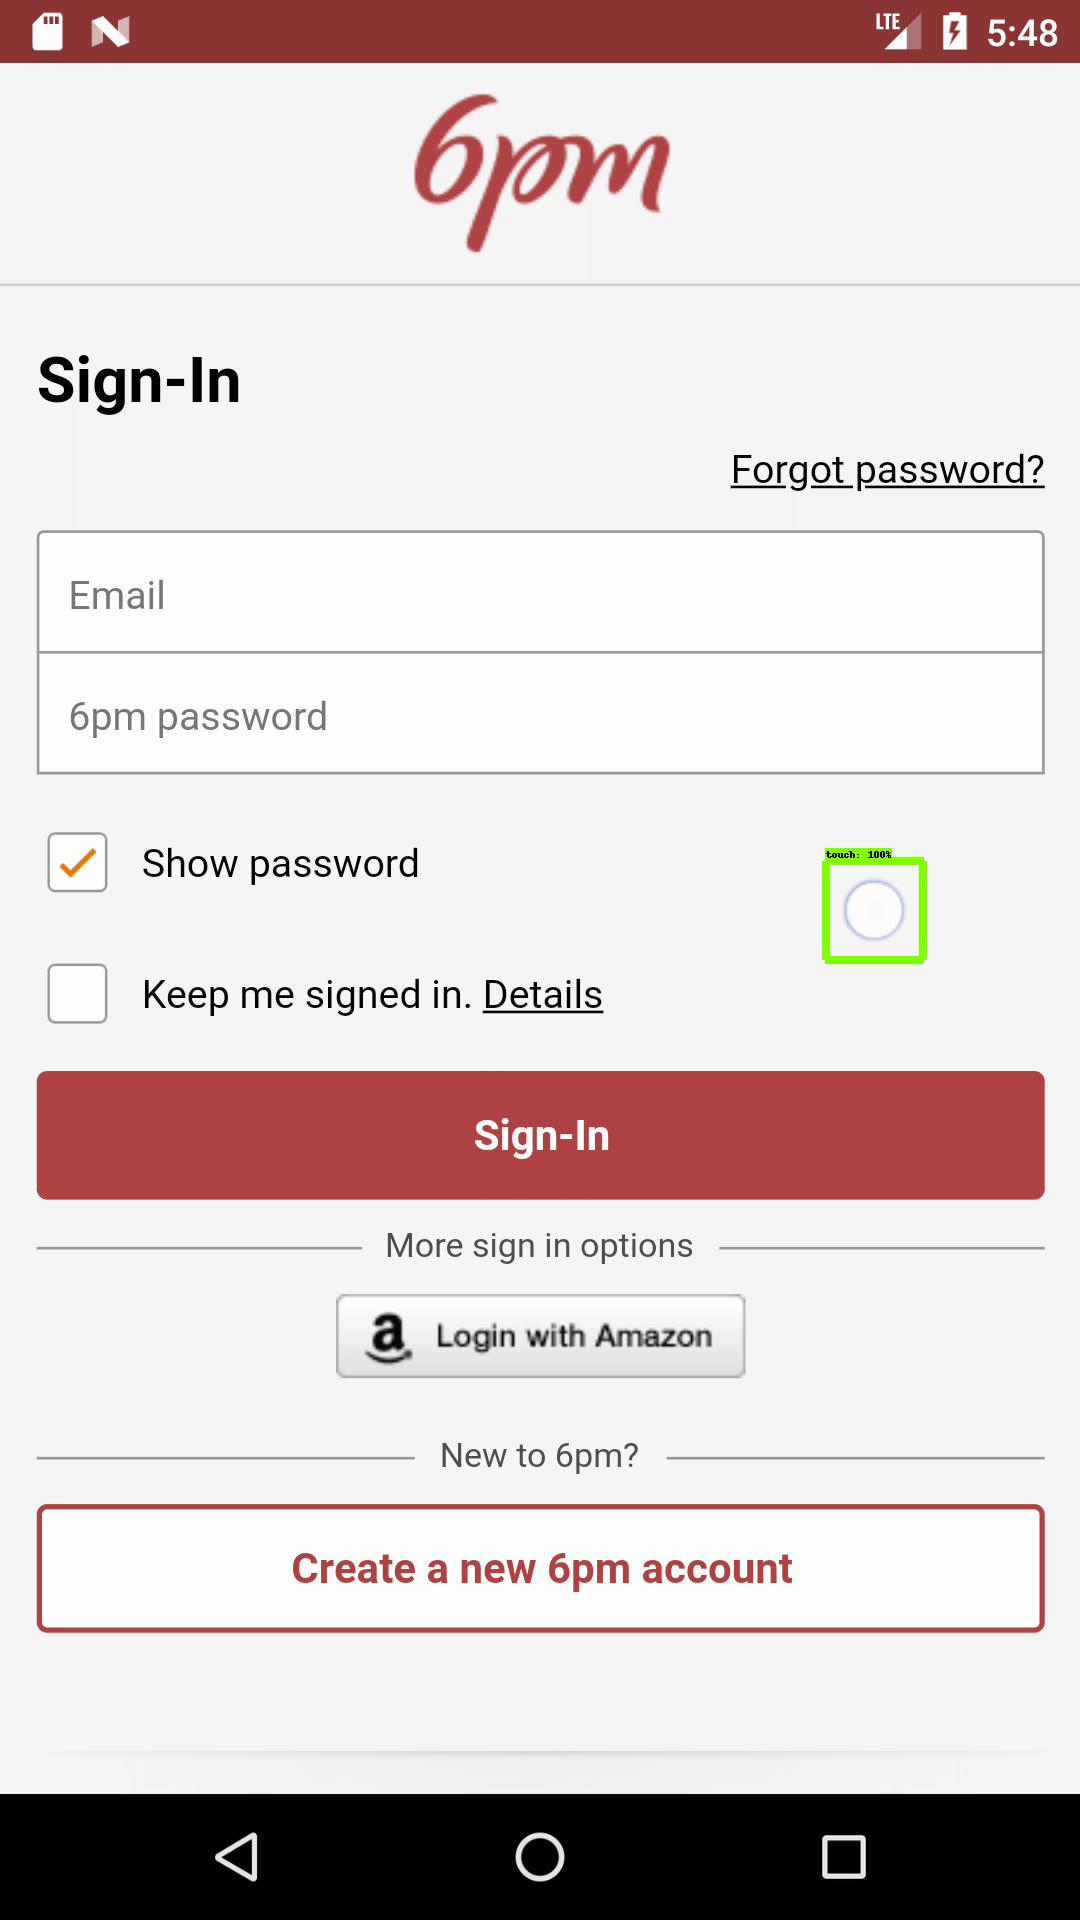 LTE 5:48
6pm
Sign-In
Forgot password?
Email
6pm password
Show password
touch: 100%
Keep me signed in. Details
Sign-In
More sign in options
a Login with Amazon
New to 6pm?
Create a new 6pm account